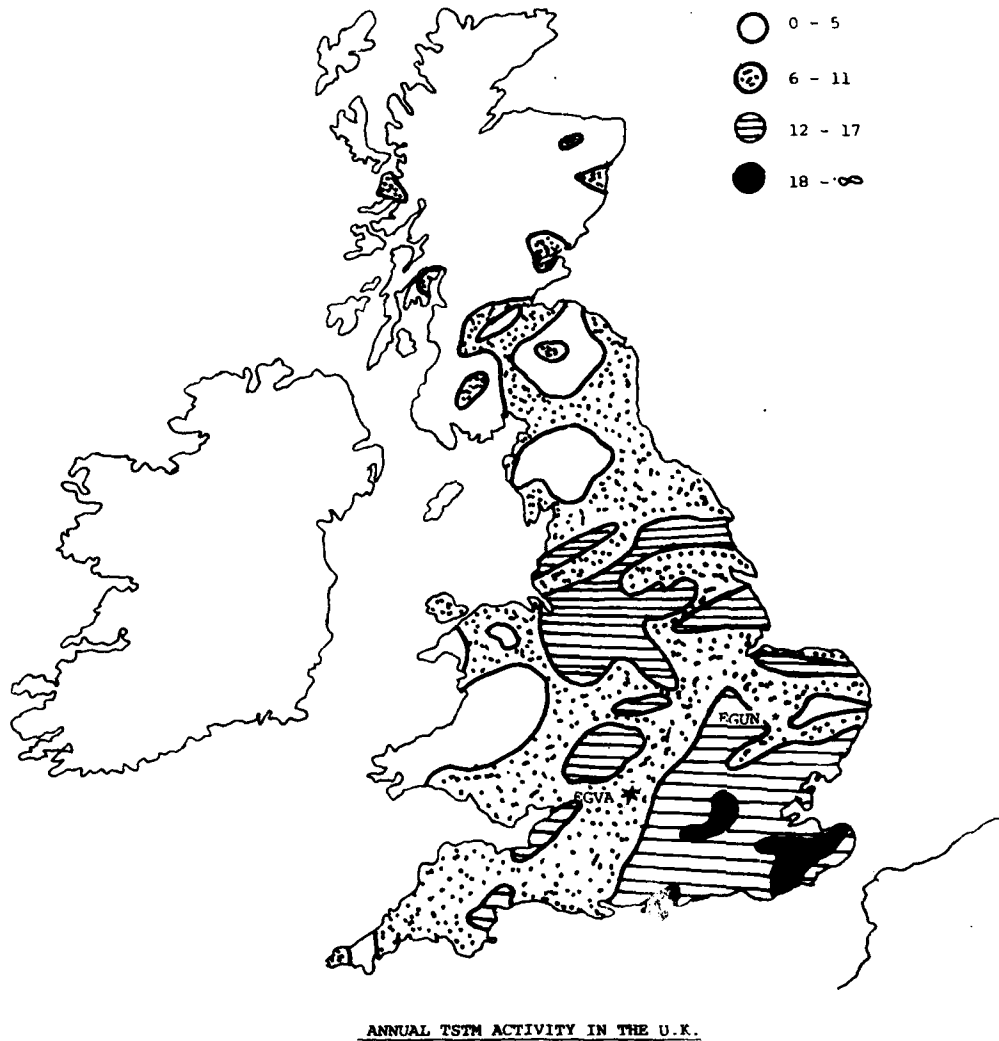 0 - 5
6 - 11
12 - 17
18 - ∞
EGUN
EGVA
ANNUAL TSTM ACTIVITY IN THE U.K.